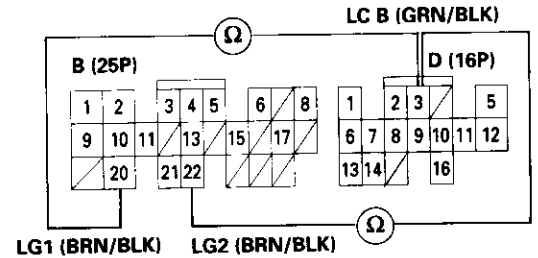 LC B (GRN/BLK)
Ω
B (25P)
D (16P)
1 2 3 4 5 6 8 1 2 3 5
9 10 11 13 15 17 6 7 8 9 10 11 12
20 21 22 13 14 16
Ω
LG1 (BRN/BLK) LG2 (BRN/BLK)